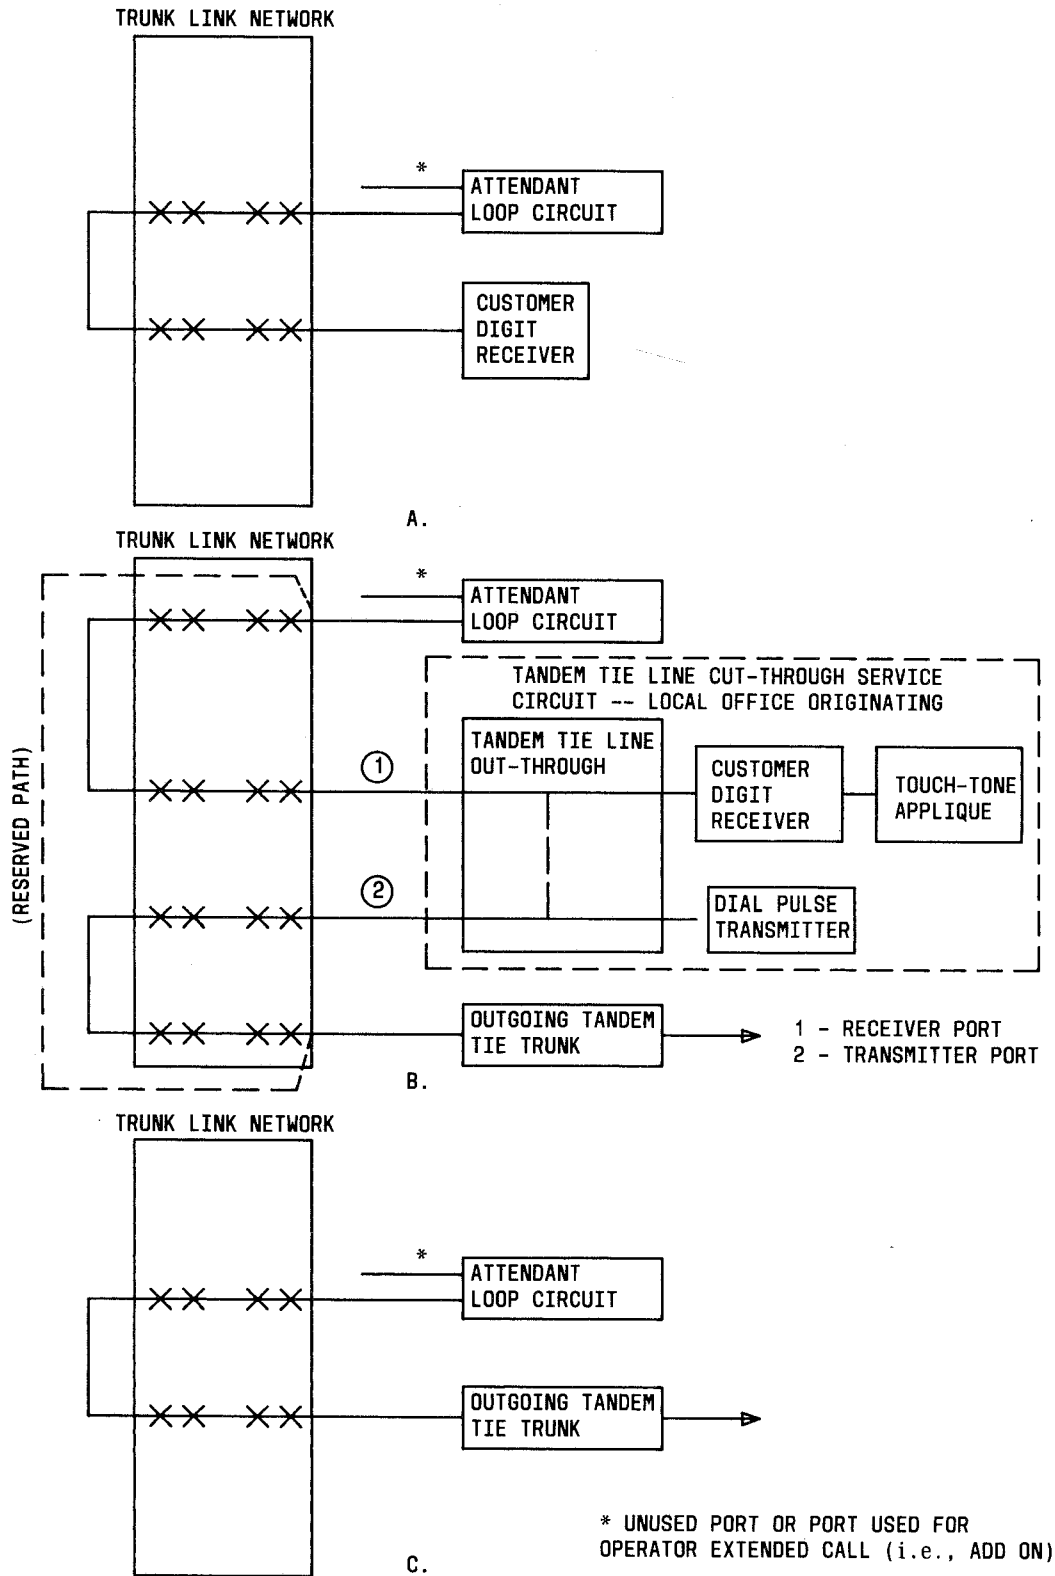 TRUNK LINK NETWORK
*
ATTENDANT
LOOP CIRCUIT
CUSTOMER
DIGIT
RECEIVER
A.
TRUNK LINK NETWORK
*
ATTENDANT
LOOP CIRCUIT
TANDEM TIE LINE CUT-THROUGH SERVICE
CIRCUIT -- LOCAL OFFICE ORIGINATING
TANDEM TIE LINE
OUT-THROUGH
1
CUSTOMER
DIGIT
RECEIVER
TOUCH-TONE
APPLIQUE
(RESERVED PATH)
2
DIAL PULSE
TRANSMITTER
OUTGOING TANDEM
TIE TRUNK
1 - RECEIVER PORT
2 - TRANSMITTER PORT
B.
TRUNK LINK NETWORK
*
ATTENDANT
LOOP CIRCUIT
OUTGOING TANDEM
TIE TRUNK
* UNUSED PORT OR PORT USED FOR
OPERATOR EXTENDED CALL (i.e., ADD ON)
C.